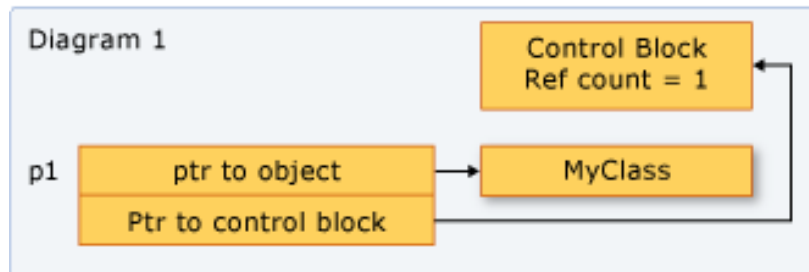 Diagram 1
Control Block
Ref count = 1
p1
ptr to object
MyClass
Ptr to control block